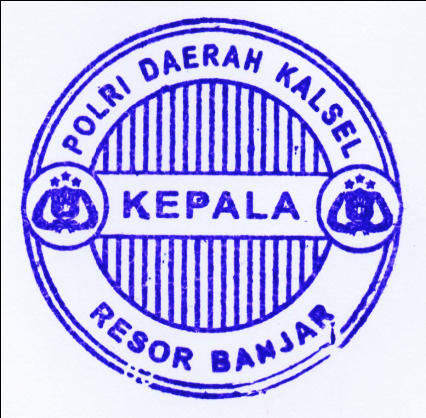 POLRI DAERAH KALSEL
KEPALA
RESOR BANJAR